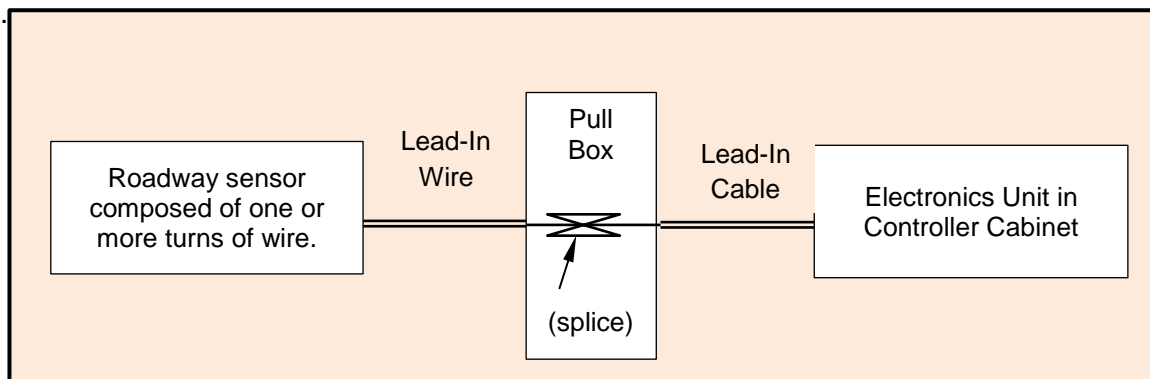 Roadway sensor
composed of one or
more turns of wire.
Lead-In
Wire
Pull
Box
(splice)
Lead-In
Cable
Electronics Unit in
Controller Cabinet